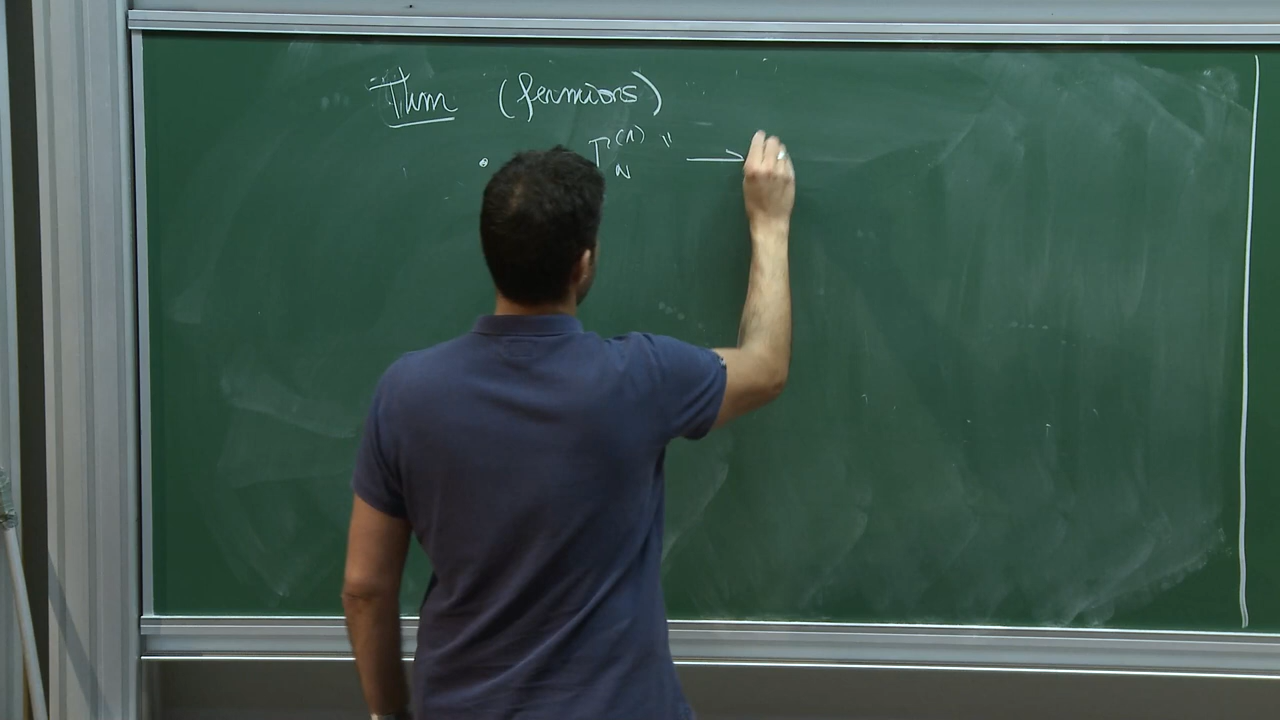 Thm (fermions)
• Γ_N^{(1)} " →